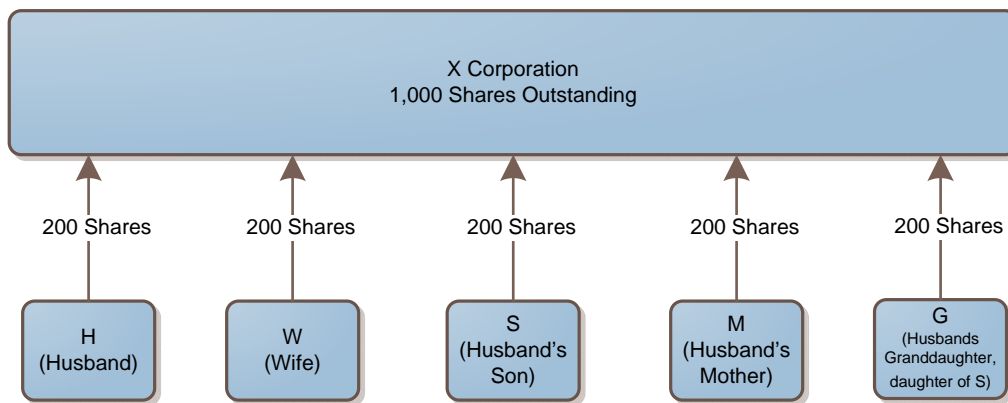 X Corporation
1,000 Shares Outstanding
200 Shares
200 Shares
200 Shares
200 Shares
200 Shares
H
(Husband)
W
(Wife)
S
(Husband's
Son)
M
(Husband's
Mother)
G
(Husbands
Granddaughter,
daughter of S)